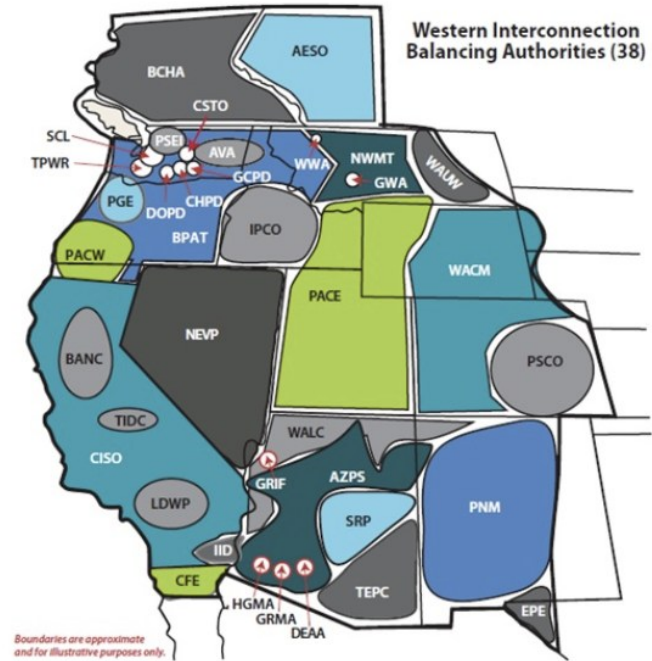 Western Interconnection
Balancing Authorities (38)
AESO
BCHA
CSTO
SCL
PSEI
AVA
TPWR
GCPD
WWA
NWMT
GWA
WAUW
PGE
CHPD
DOPD
BPAT
IPCO
PACW
PACE
WACM
NEVP
BANC
PSCO
TIDC
CISO
WALC
GRIF
AZPS
LDWP
SRP
PNM
IID
CFE
TEPC
HGMA
GRMA
DEAA
EPE
Boundaries are approximate
and for illustrative purposes only.